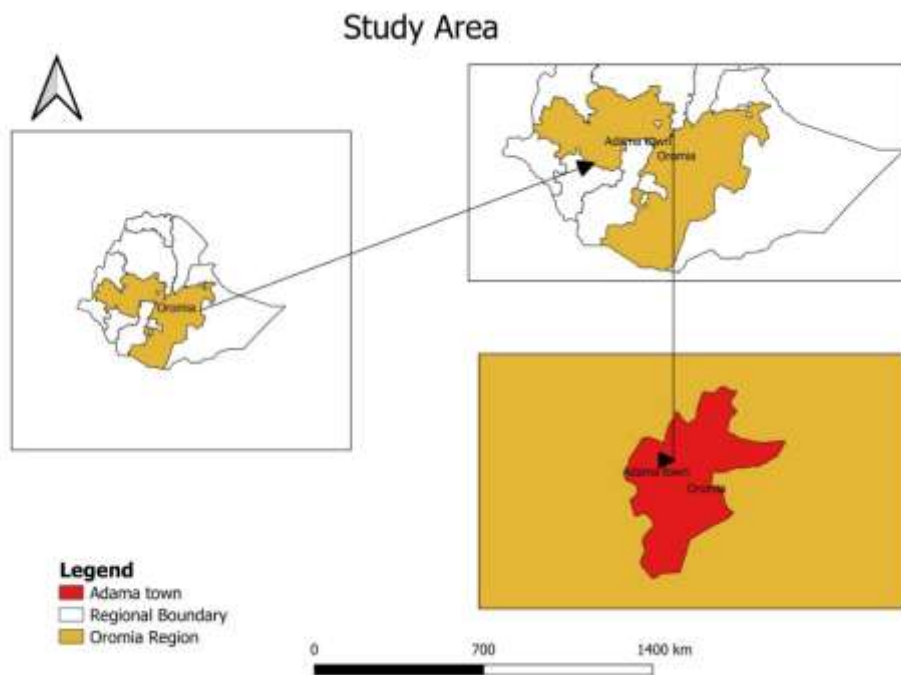 Study Area
Adama town
Oromia
Oromia
Adama town
Oromia
Legend
Adama town
Regional Boundary
Oromia Region
0 700 1400 km